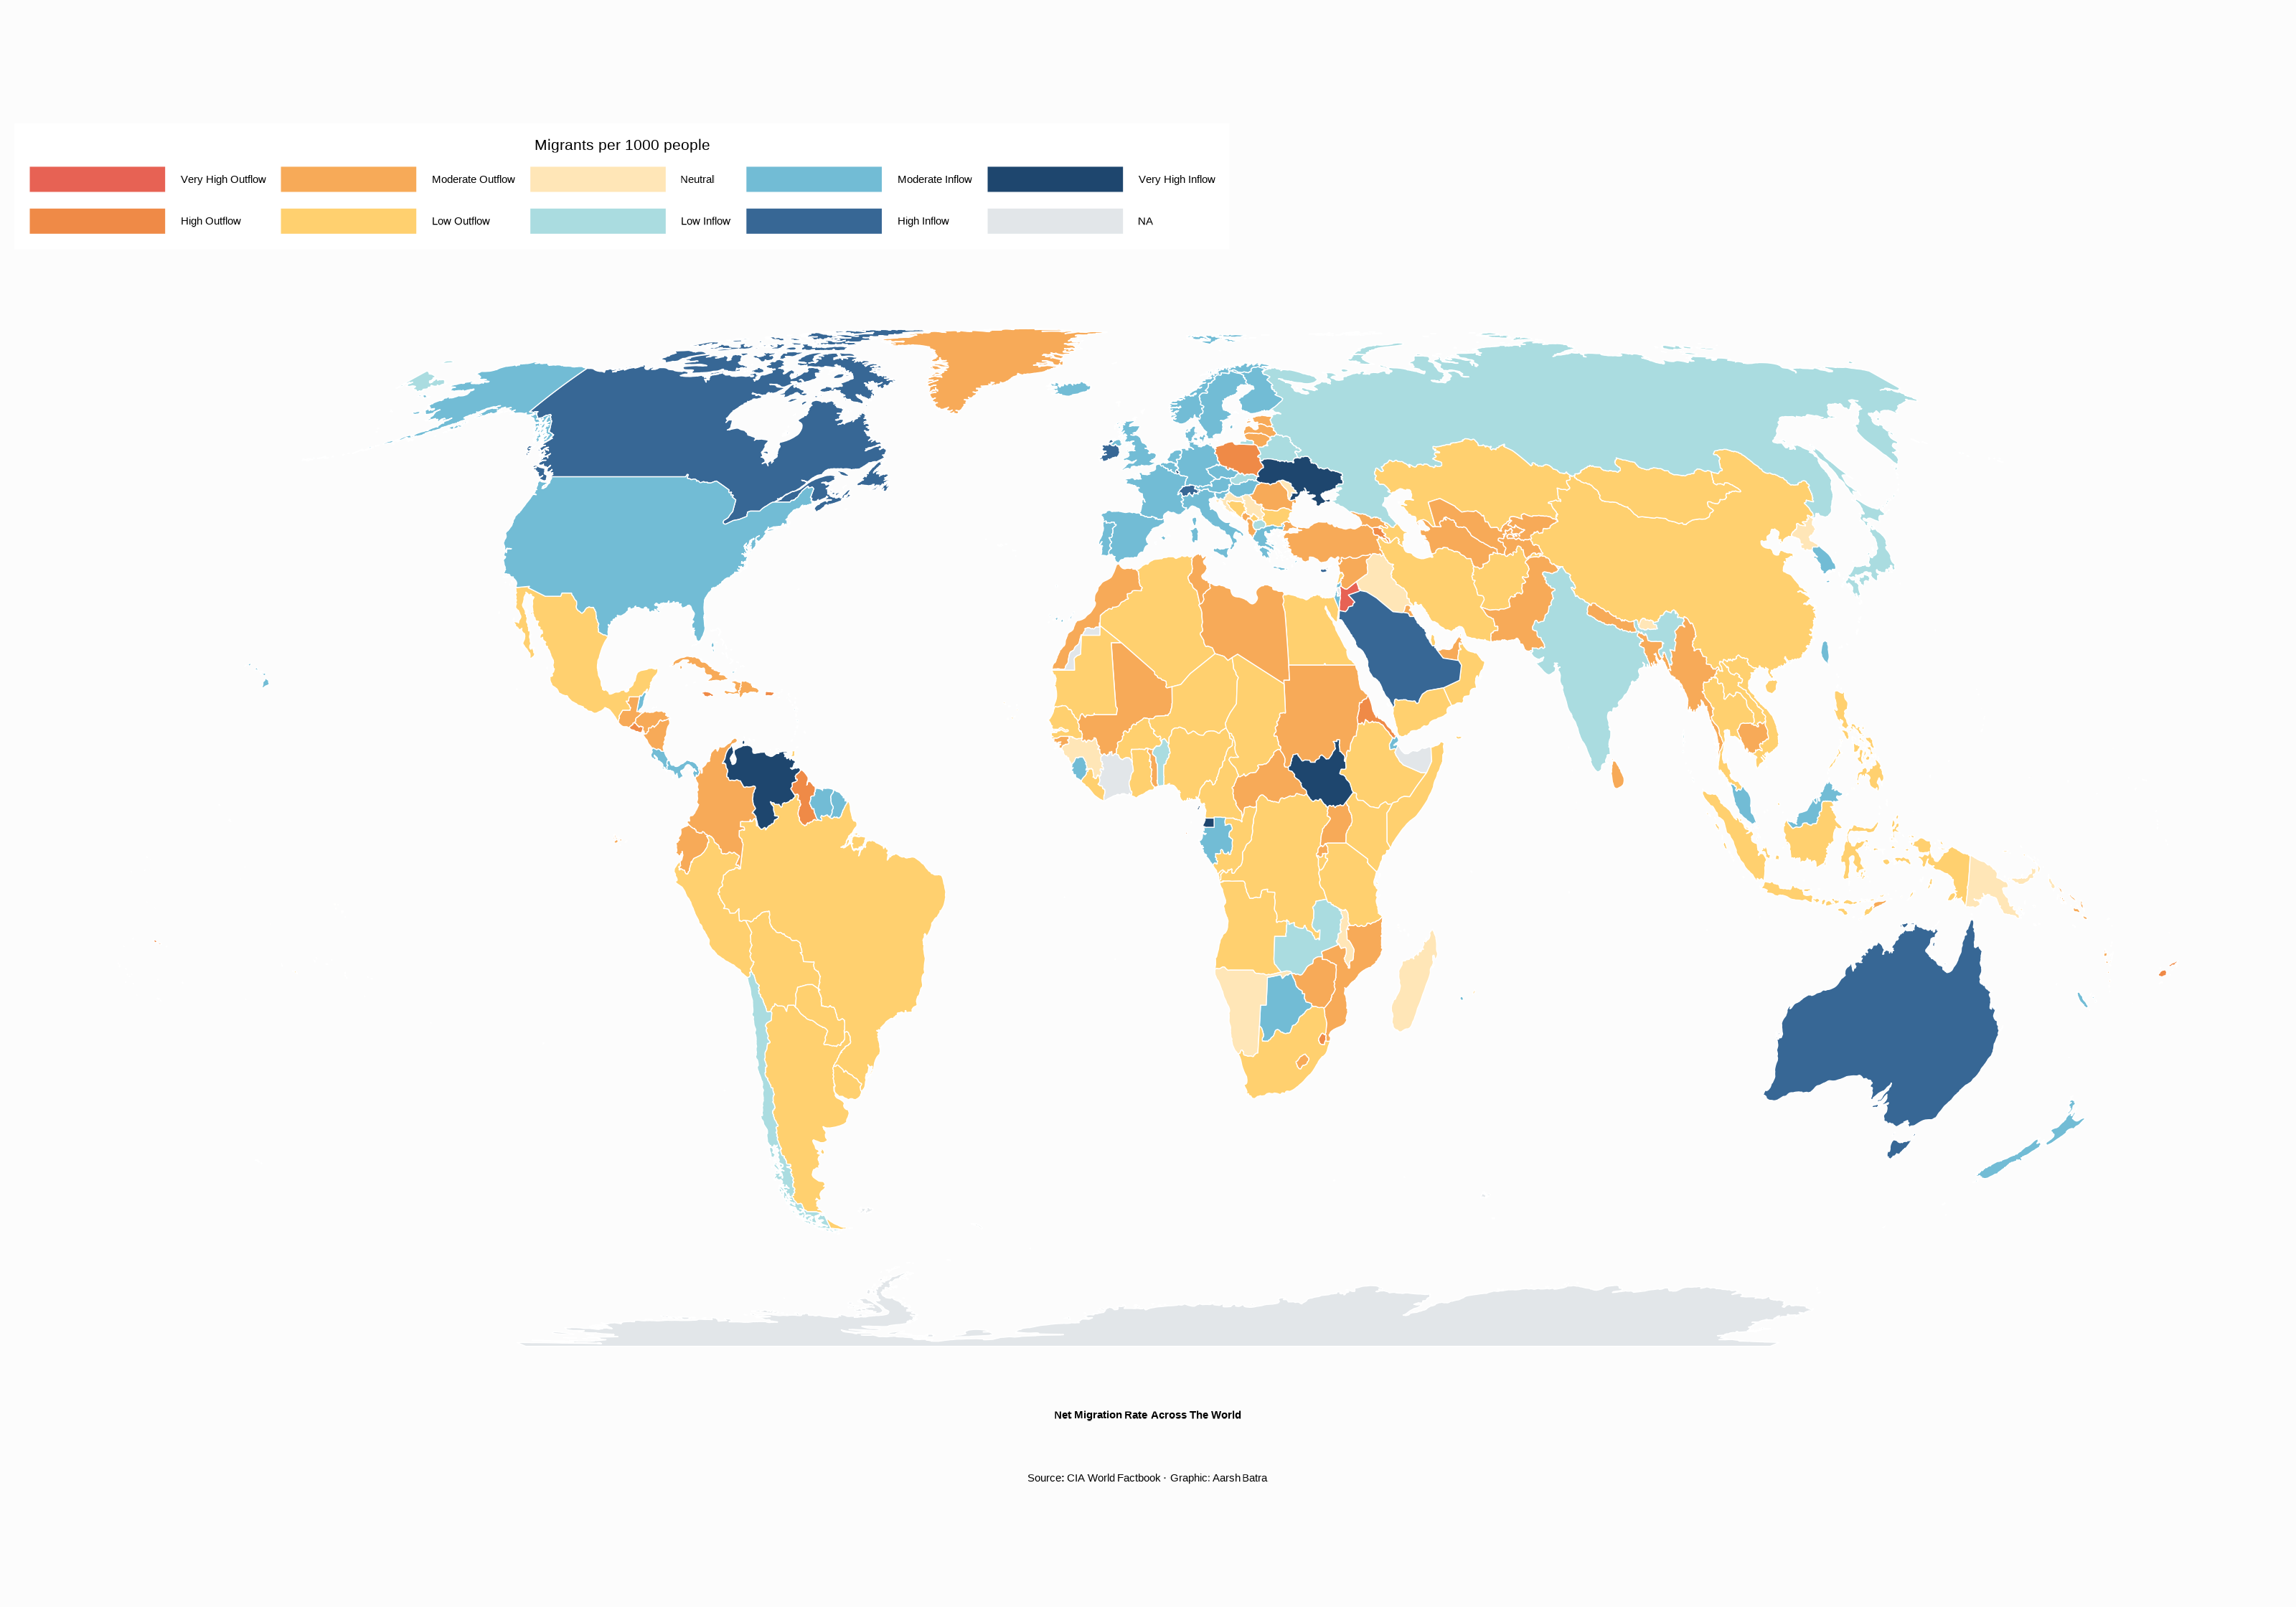 Migrants per 1000 people
Very High Outflow Moderate Outflow Neutral Moderate Inflow Very High Inflow
High Outflow Low Outflow Low Inflow High Inflow NA
Net Migration Rate Across The World
Source: CIA World Factbook · Graphic: Aarsh Batra